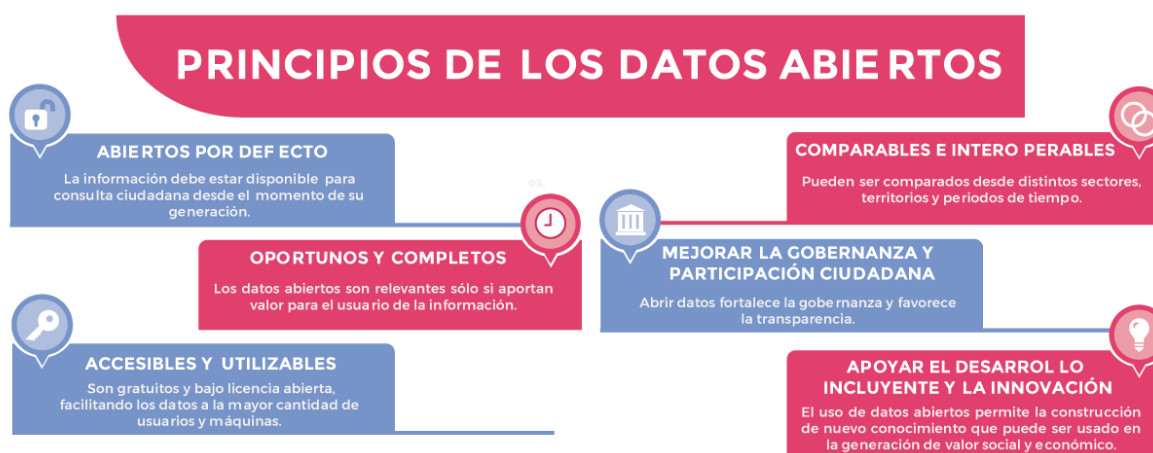 PRINCIPIOS DE LOS DATOS ABIERTOS
ABIERTOS POR DEFECTO
La información debe estar disponible para
consulta ciudadana desde el momento de su
generación.
OPORTUNOS Y COMPLETOS
Los datos abiertos son relevantes sólo si aportan
valor para el usuario de la información.
ACCESIBLES Y UTILIZABLES
Son gratuitos y bajo licencia abierta,
facilitando los datos a la mayor cantidad de
usuarios y máquinas.
es.
COMPARABLES E INTERO PERABLES
Pueden ser comparados desde distintos sectores,
territorios y periodos de tiempo.
MEJORAR LA GOBERNANZA Y
PARTICIPACIÓN CIUDADANA
Abrir datos fortalece la gobernanza y favorece
la transparencia.
APOYAR EL DESARROL LO
INCLUYENTE Y LA INNOVACIÓN
El uso de datos abiertos permite la construcción
de nuevo conocimiento que puede ser usado en
la generación de valor social y económico.